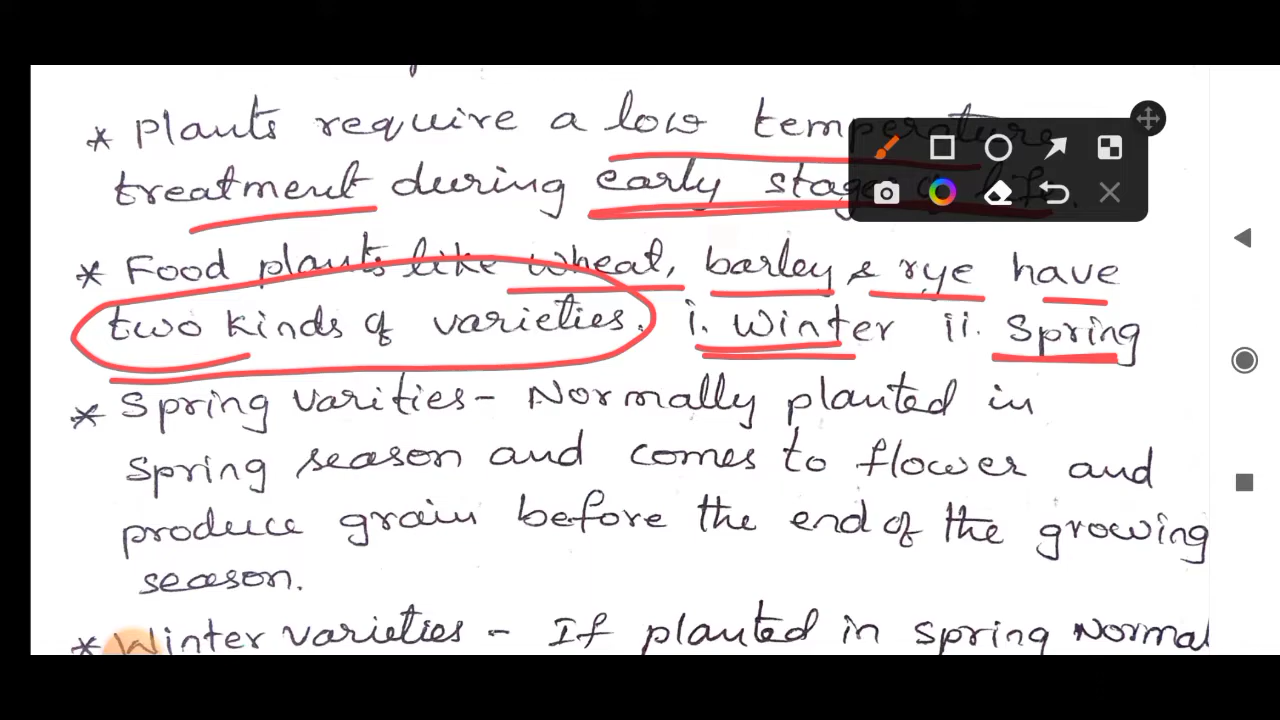 * Plants require a low temperature
treatment during early stages of life.
* Food plants like wheat, barley & rye have
two kinds of varieties. i. Winter ii. Spring
* Spring varities- Normally planted in
spring season and comes to flower and
produce grain before the end of the growing
season.
* Winter varieties - If planted in spring Normal